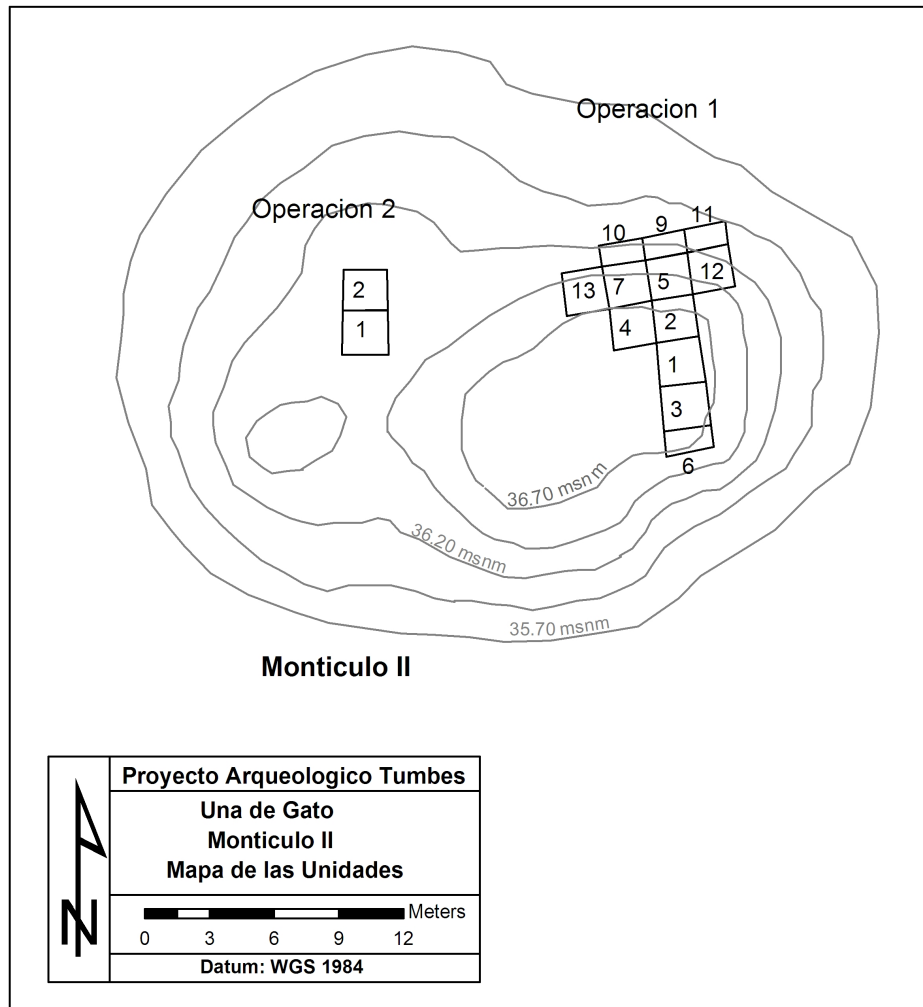 Operacion 1
Operacion 2
11
9
10
12
5
7
13
2
4
2
1
1
3
6
36.70 msnm
36.20 msnm
35.70 msnm
Monticulo II
Proyecto Arqueologico Tumbes
Una de Gato
Monticulo II
Mapa de las Unidades
N
Meters
0 3 6 9 12
Datum: WGS 1984